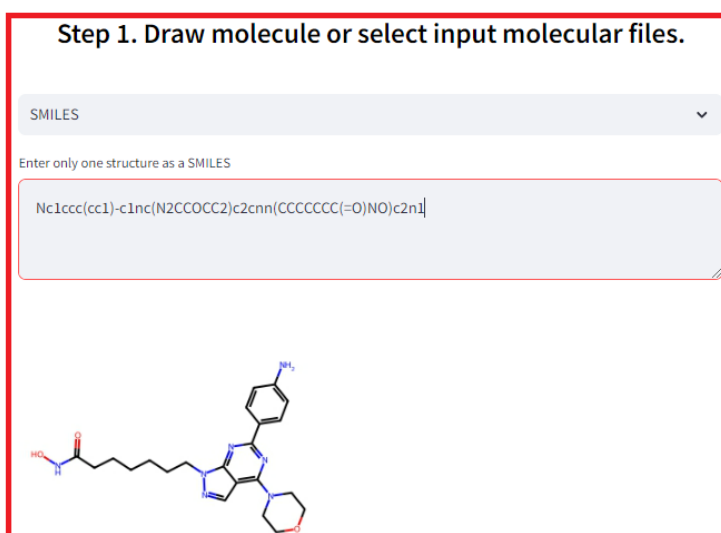 Step 1. Draw molecule or select input molecular files.
SMILES
Enter only one structure as a SMILES
Nc1ccc(cc1)-c1nc(N2CCOCC2)c2cnn(CCCCCCC(=O)NO)c2n1
NH₂
O
HO
N
H
N
N
N
N
N
O